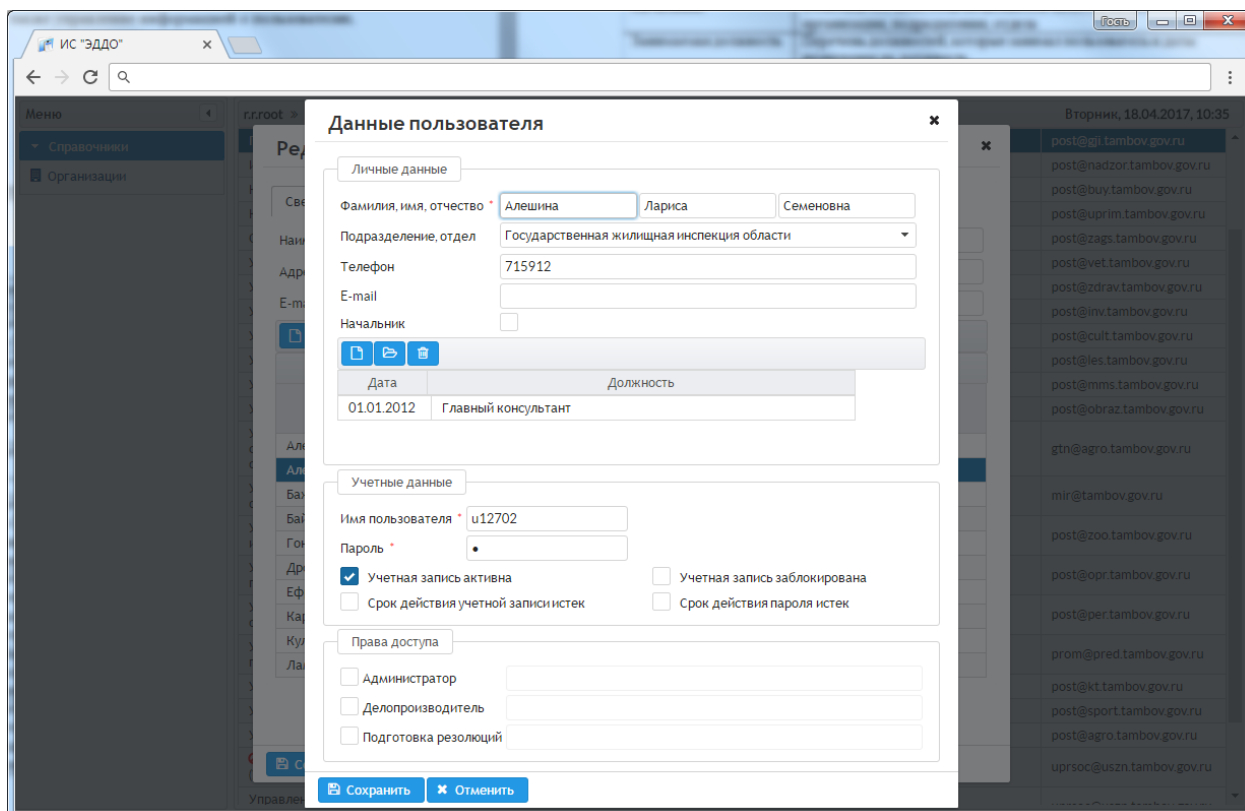 Гость
ИС "ЭДДО"
Меню
r.r.root »
Вторник, 18.04.2017, 10:35
Справочники
Организации
Данные пользователя
Личные данные
Фамилия, имя, отчество * Алешина Лариса Семеновна
Подразделение, отдел Государственная жилищная инспекция области
Телефон 715912
E-mail
Начальник
Дата Должность
01.01.2012 Главный консультант
Учетные данные
Имя пользователя * u12702
Пароль * •
Учетная запись активна Учетная запись заблокирована
Срок действия учетной записи истек Срок действия пароля истек
Права доступа
Администратор
Делопроизводитель
Подготовка резолюций
Сохранить Отменить
post@gji.tambov.gov.ru
post@nadzor.tambov.gov.ru
post@buy.tambov.gov.ru
post@uprim.tambov.gov.ru
post@zags.tambov.gov.ru
post@vet.tambov.gov.ru
post@zdrav.tambov.gov.ru
post@inv.tambov.gov.ru
post@cult.tambov.gov.ru
post@les.tambov.gov.ru
post@mms.tambov.gov.ru
post@obraz.tambov.gov.ru
gtn@agro.tambov.gov.ru
mir@tambov.gov.ru
post@zoo.tambov.gov.ru
post@opr.tambov.gov.ru
post@per.tambov.gov.ru
prom@pred.tambov.gov.ru
post@kt.tambov.gov.ru
post@sport.tambov.gov.ru
post@agro.tambov.gov.ru
uprsoc@uszn.tambov.gov.ru